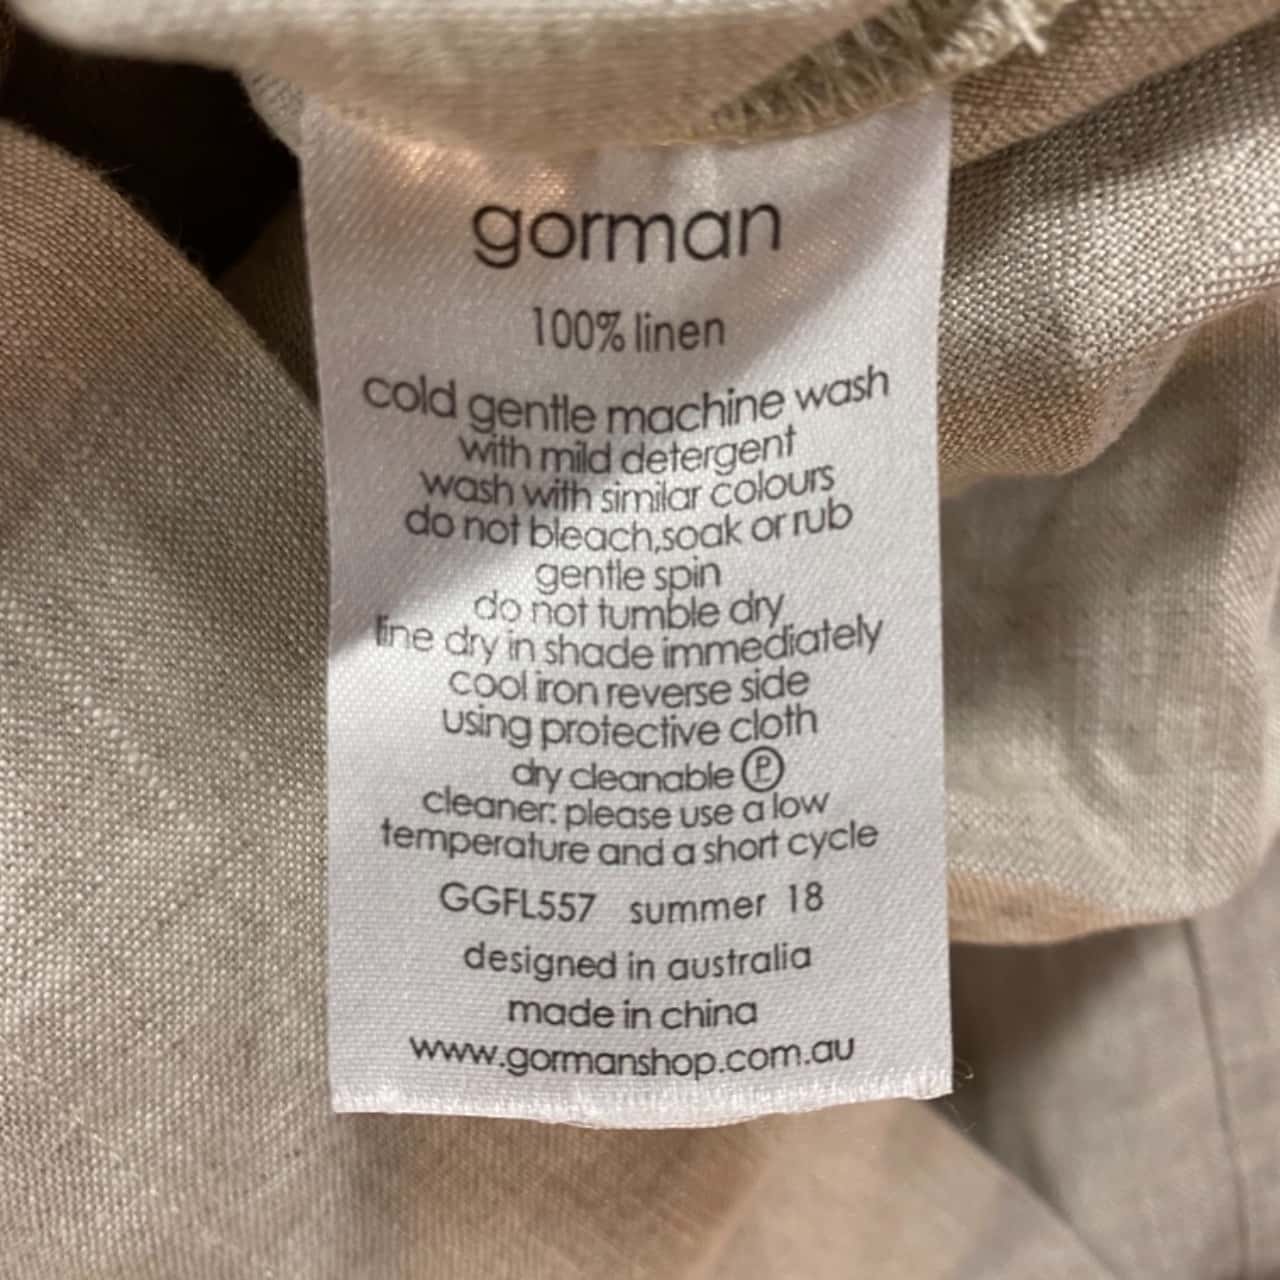 gorman
100% linen
cold gentle machine wash
with mild detergent
wash with similar colours
do not bleach,soak or rub
gentle spin
do not tumble dry
line dry in shade immediately
cool iron reverse side
using protective cloth
dry cleanable Ⓟ
cleaner: please use a low
temperature and a short cycle
GGFL557 summer 18
designed in australia
made in china
www.gormanshop.com.au